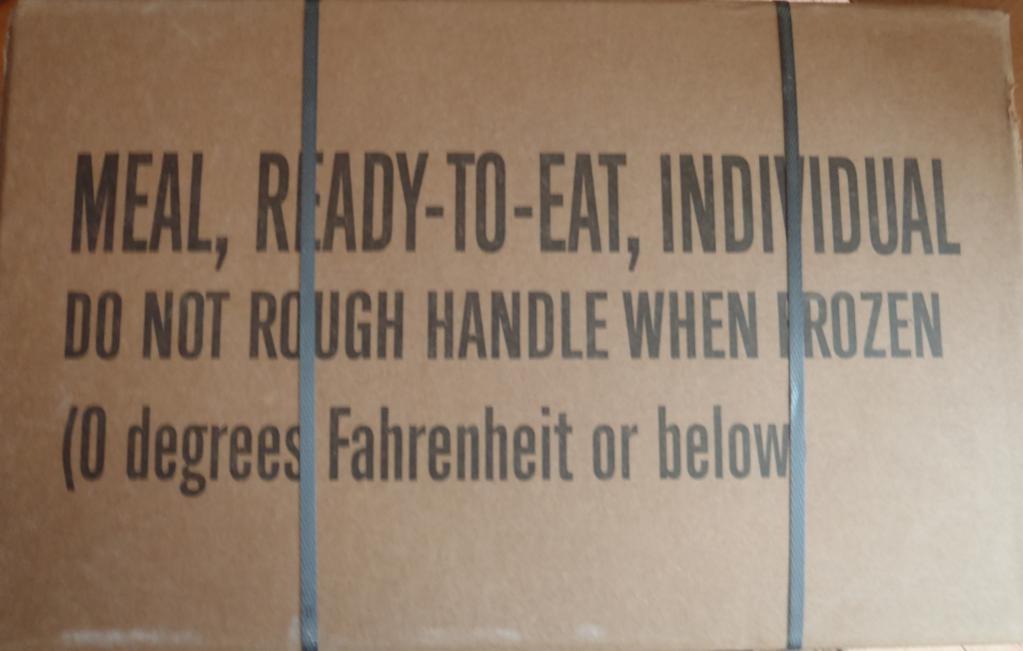 MEAL, READY-TO-EAT, INDIVIDUAL
DO NOT ROUGH HANDLE WHEN FROZEN
(0 degrees Fahrenheit or below